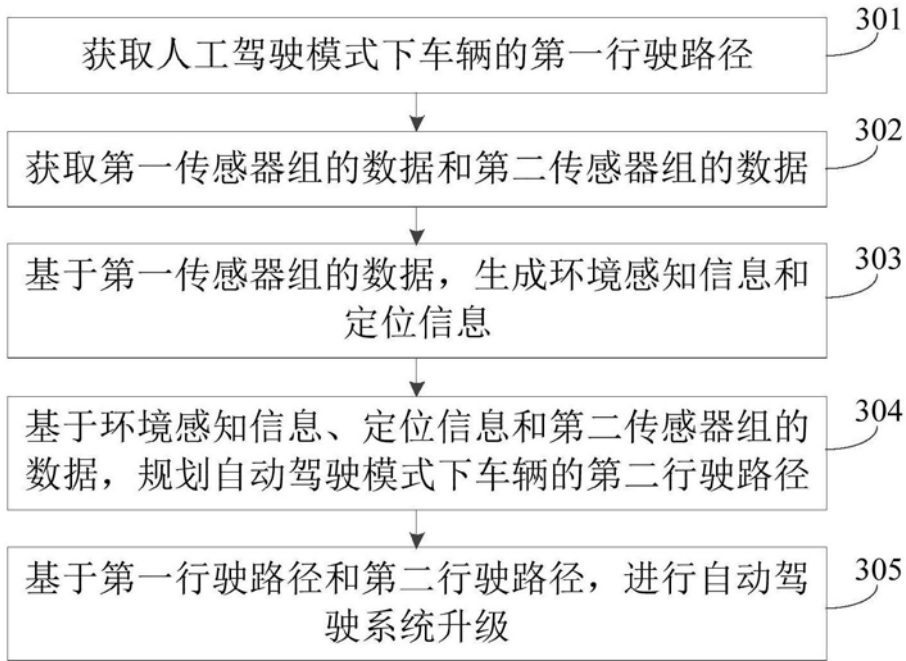 获取人工驾驶模式下车辆的第一行驶路径
301
获取第一传感器组的数据和第二传感器组的数据
302
基于第一传感器组的数据，生成环境感知信息和
定位信息
303
基于环境感知信息、定位信息和第二传感器组的
数据，规划自动驾驶模式下车辆的第二行驶路径
304
基于第一行驶路径和第二行驶路径，进行自动驾
驶系统升级
305